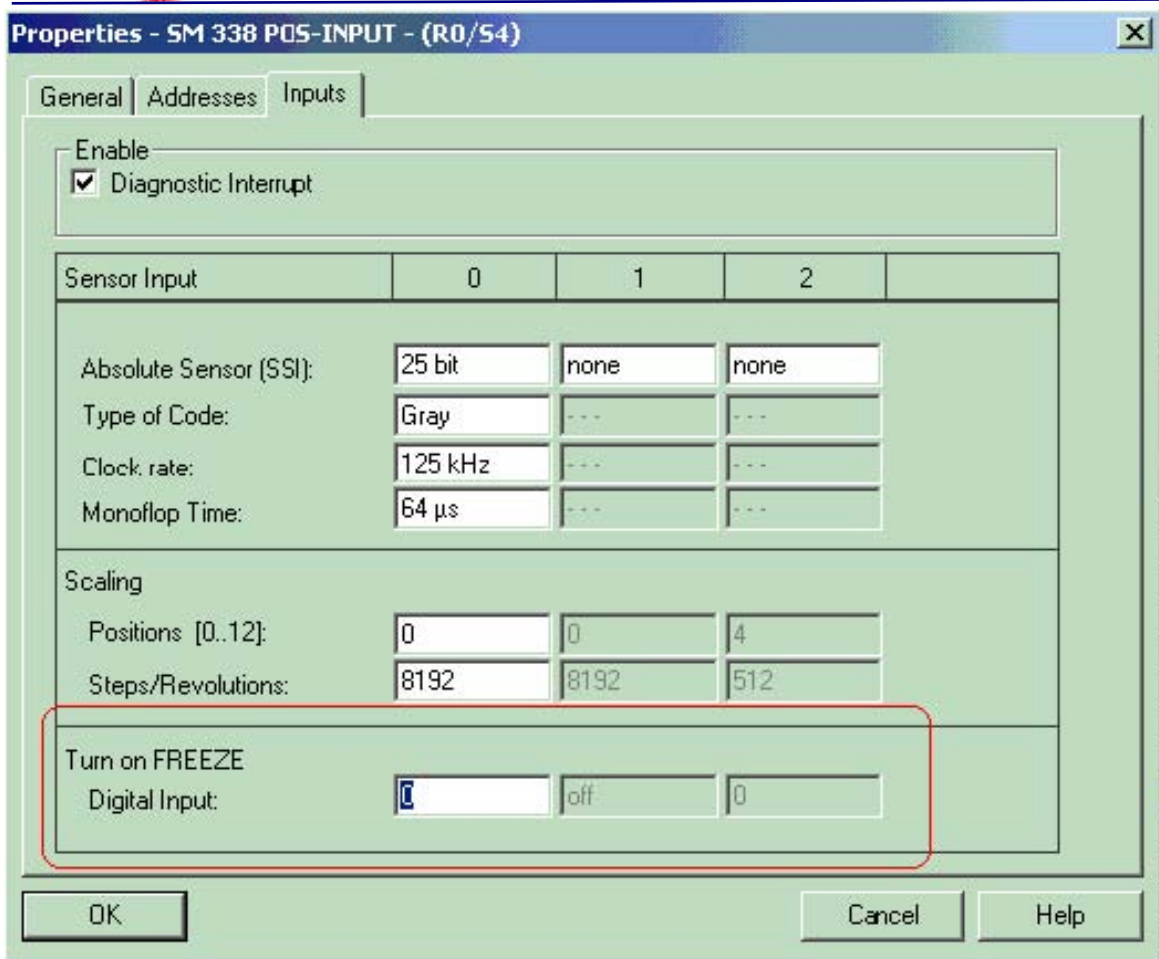 Properties - SM 338 POS-INPUT - (R0/S4)
General Addresses Inputs
Enable
Diagnostic Interrupt
Sensor Input 0 1 2
Absolute Sensor (SSI): 25 bit none none
Type of Code: Gray - - - - - -
Clock rate: 125 kHz - - - - - -
Monoflop Time: 64 µs - - - - - -
Scaling
Positions [0..12]: 0 0 4
Steps/Revolutions: 8192 8192 512
Turn on FREEZE
Digital Input: 0 off 0
OK Cancel Help